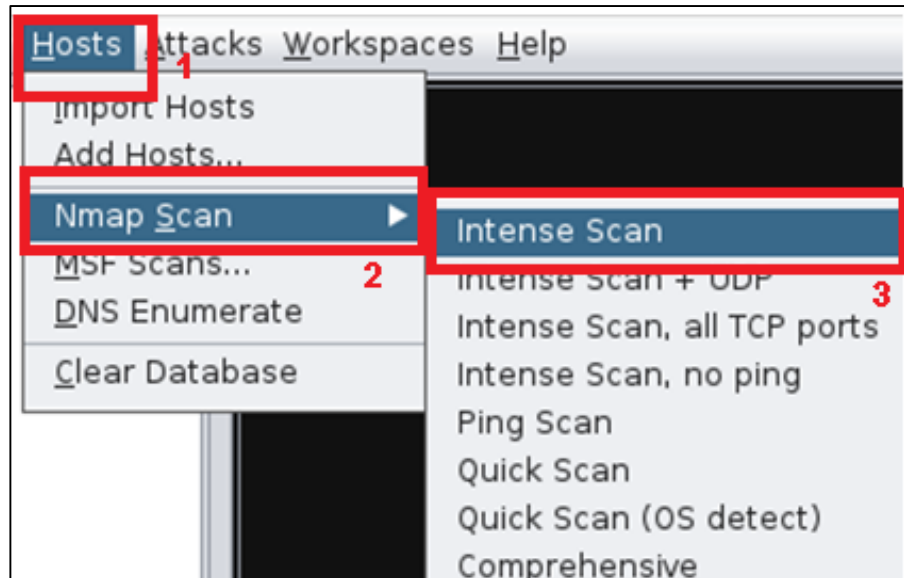 Hosts Attacks Workspaces Help
1
Import Hosts
Add Hosts...
Nmap Scan
2
MSF Scans...
DNS Enumerate
Clear Database
Intense Scan
3
Intense Scan + UDP
Intense Scan, all TCP ports
Intense Scan, no ping
Ping Scan
Quick Scan
Quick Scan (OS detect)
Comprehensive